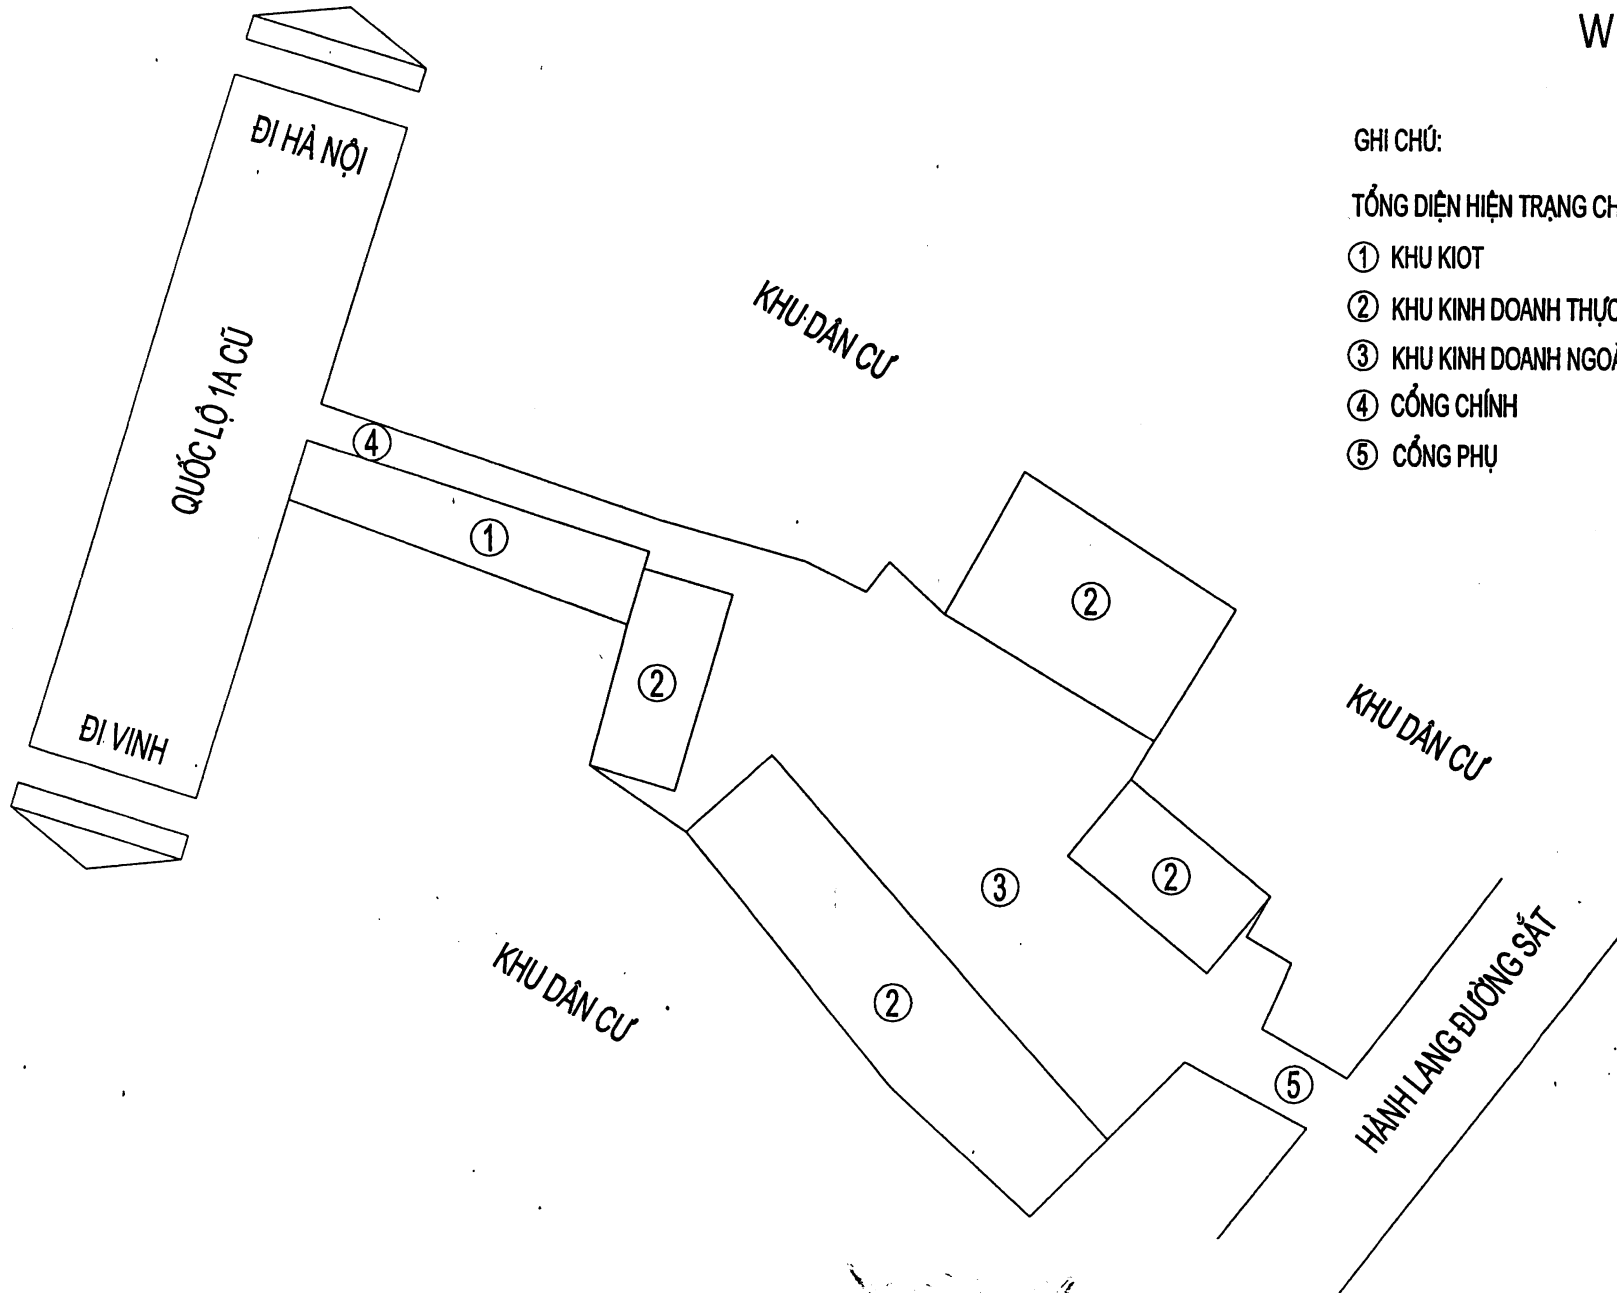 W
ĐI HÀ NỘI
GHI CHÚ:
TỔNG DIỆN HIỆN TRẠNG CH
① KHU KIOT
② KHU KINH DOANH THỰC
③ KHU KINH DOANH NGOÀ
④ CỔNG CHÍNH
⑤ CỔNG PHỤ
KHU DÂN CƯ
QUỐC LỘ 1A CŨ
④
①
②
②
KHU DÂN CƯ
ĐI VINH
②
③
HÀNH LANG ĐƯỜNG SẮT
KHU DÂN CƯ
②
⑤